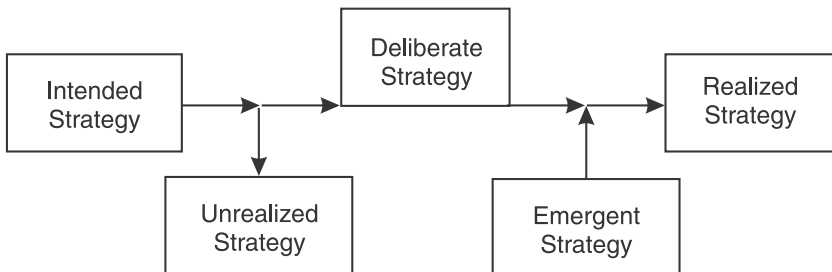 Deliberate
Strategy
Intended
Strategy
Realized
Strategy
Unrealized
Strategy
Emergent
Strategy